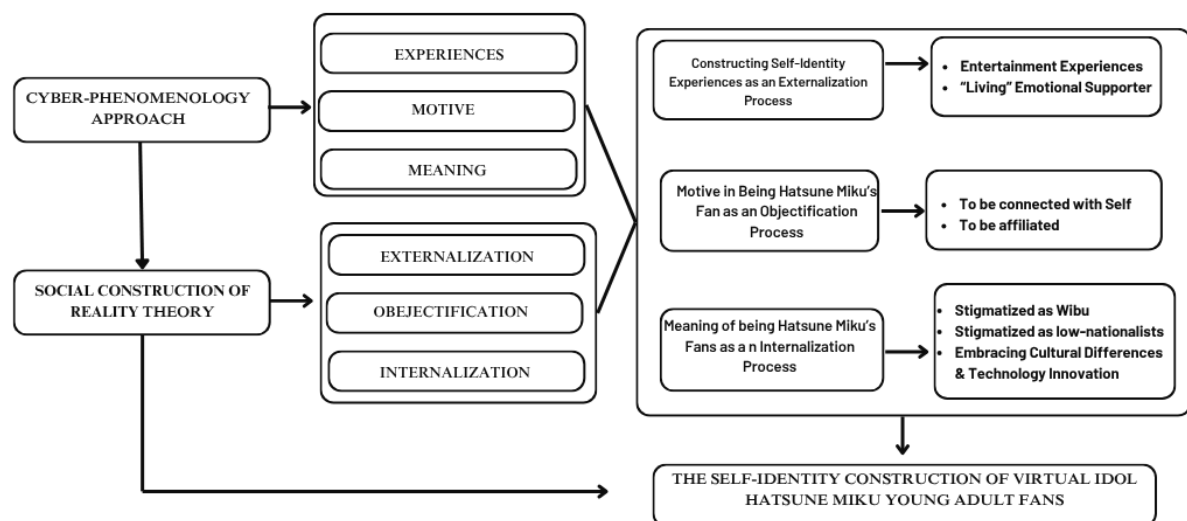 CYBER-PHENOMENOLOGY
APPROACH
EXPERIENCES
MOTIVE
MEANING
SOCIAL CONSTRUCTION OF
REALITY THEORY
EXTERNALIZATION
OBEJECTIFICATION
INTERNALIZATION
Constructing Self-Identity
Experiences as an Externalization
Process
• Entertainment Experiences
• “Living” Emotional Supporter
Motive in Being Hatsune Miku’s
Fan as an Objectification
Process
• To be connected with Self
• To be affiliated
Meaning of being Hatsune Miku’s
Fans as a n Internalization
Process
• Stigmatized as Wibu
• Stigmatized as low-nationalists
• Embracing Cultural Differences
& Technology Innovation
THE SELF-IDENTITY CONSTRUCTION OF VIRTUAL IDOL
HATSUNE MIKU YOUNG ADULT FANS